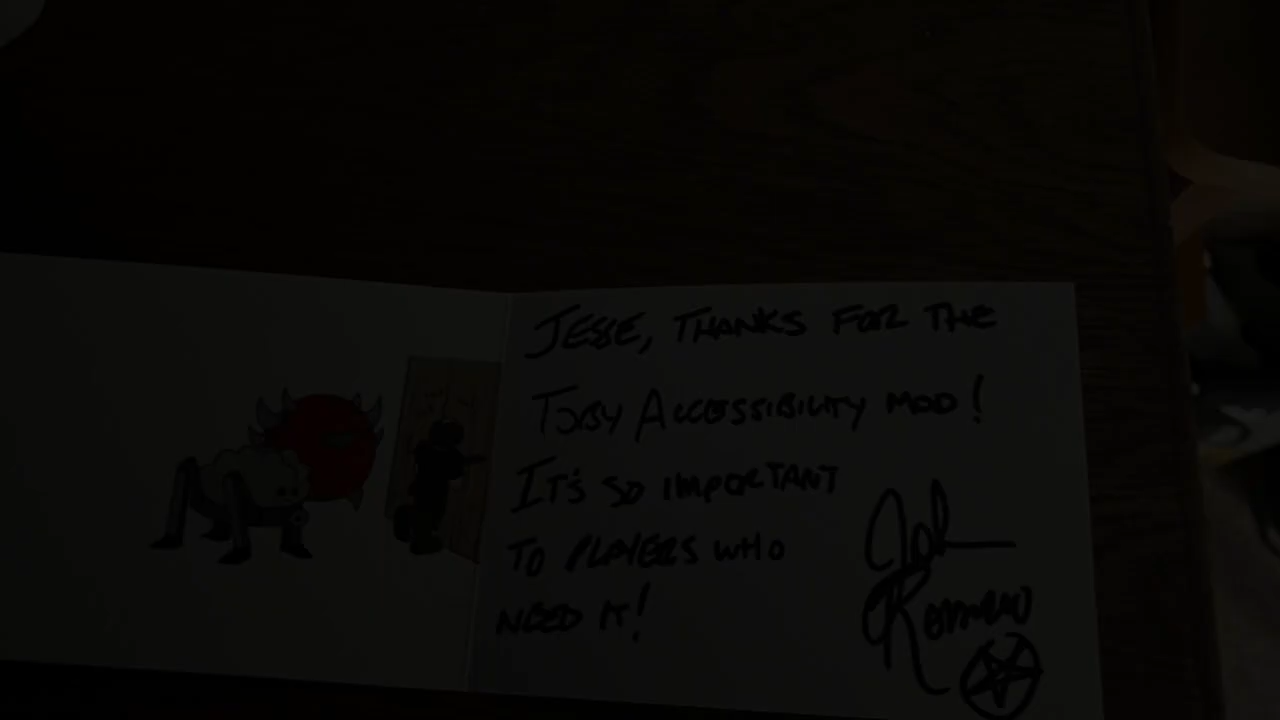 JESSE, THANKS FOR THE
TOBY ACCESSIBILITY MOD!
IT'S SO IMPORTANT
TO PLAYERS WHO
NEED IT!
John
Romero